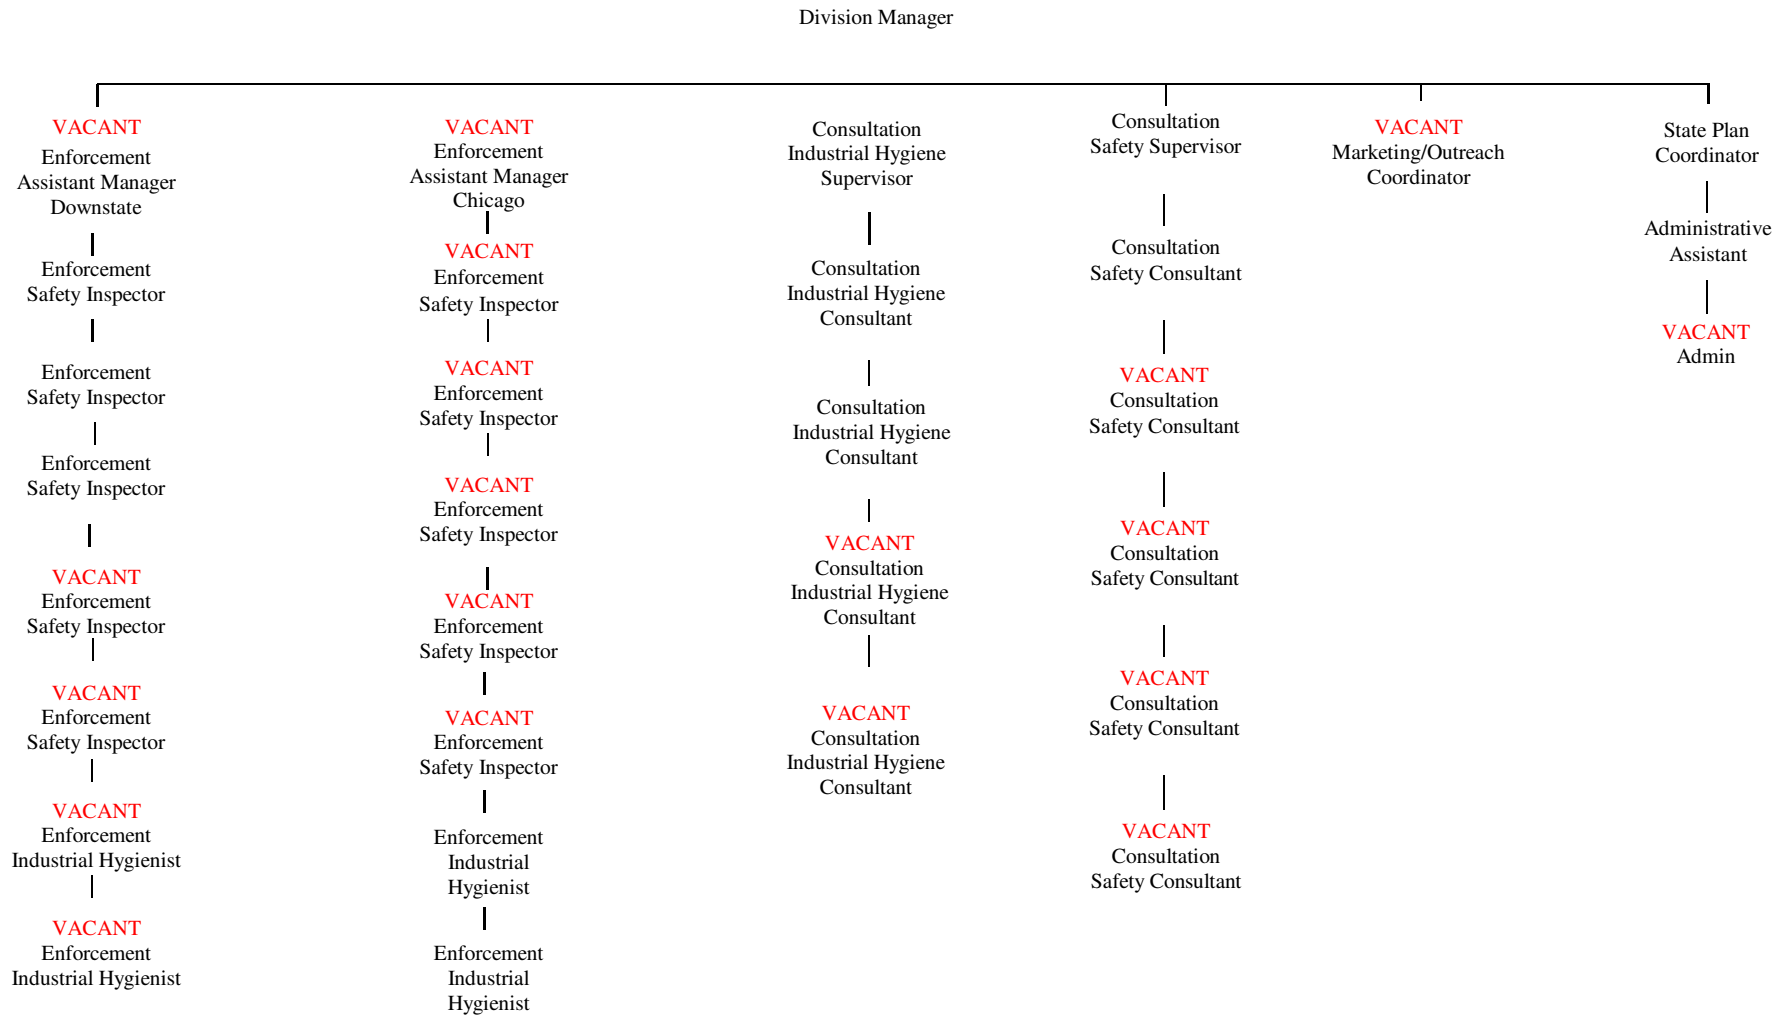 Division Manager
VACANT
Enforcement
Assistant Manager
Downstate
Enforcement
Safety Inspector
Enforcement
Safety Inspector
Enforcement
Safety Inspector
VACANT
Enforcement
Safety Inspector
VACANT
Enforcement
Safety Inspector
VACANT
Enforcement
Industrial Hygienist
VACANT
Enforcement
Industrial Hygienist
VACANT
Enforcement
Assistant Manager
Chicago
VACANT
Enforcement
Safety Inspector
VACANT
Enforcement
Safety Inspector
VACANT
Enforcement
Safety Inspector
VACANT
Enforcement
Safety Inspector
VACANT
Enforcement
Safety Inspector
Enforcement
Industrial
Hygienist
Enforcement
Industrial
Hygienist
Consultation
Industrial Hygiene
Supervisor
Consultation
Industrial Hygiene
Consultant
Consultation
Industrial Hygiene
Consultant
VACANT
Consultation
Industrial Hygiene
Consultant
VACANT
Consultation
Industrial Hygiene
Consultant
Consultation
Safety Supervisor
Consultation
Safety Consultant
VACANT
Consultation
Safety Consultant
VACANT
Consultation
Safety Consultant
VACANT
Consultation
Safety Consultant
VACANT
Consultation
Safety Consultant
VACANT
Marketing/Outreach
Coordinator
State Plan
Coordinator
Administrative
Assistant
VACANT
Admin